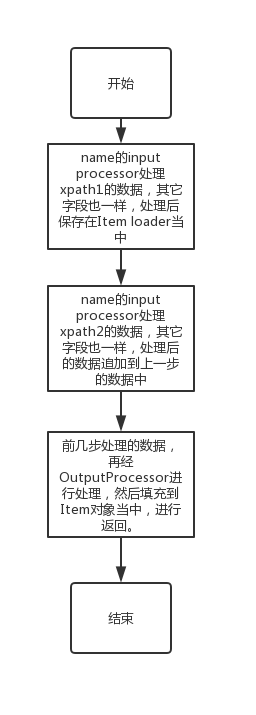 开始
name的input
processor处理
xpath1的数据，其它
字段也一样，处理后
保存在Item loader当
中
name的input
processor处理
xpath2的数据，其它
字段也一样，处理后
的数据追加到上一步
的数据中
前几步处理的数据，
再经
OutputProcessor进
行处理，然后填充到
Item对象当中，进行
返回。
结束